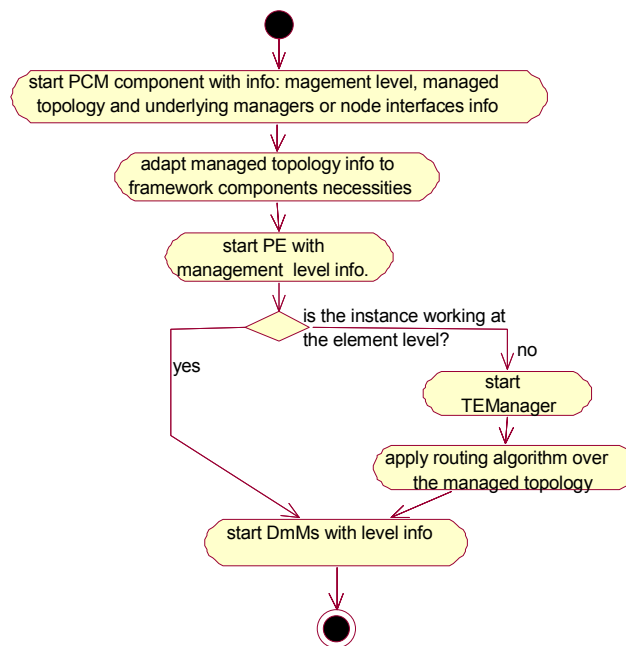 start PCM component with info: magement level, managed
topology and underlying managers or node interfaces info
adapt managed topology info to
framework components necessities
start PE with
management level info.
is the instance working at
the element level?
yes
no
start
TEManager
apply routing algorithm over
the managed topology
start DmMs with level info